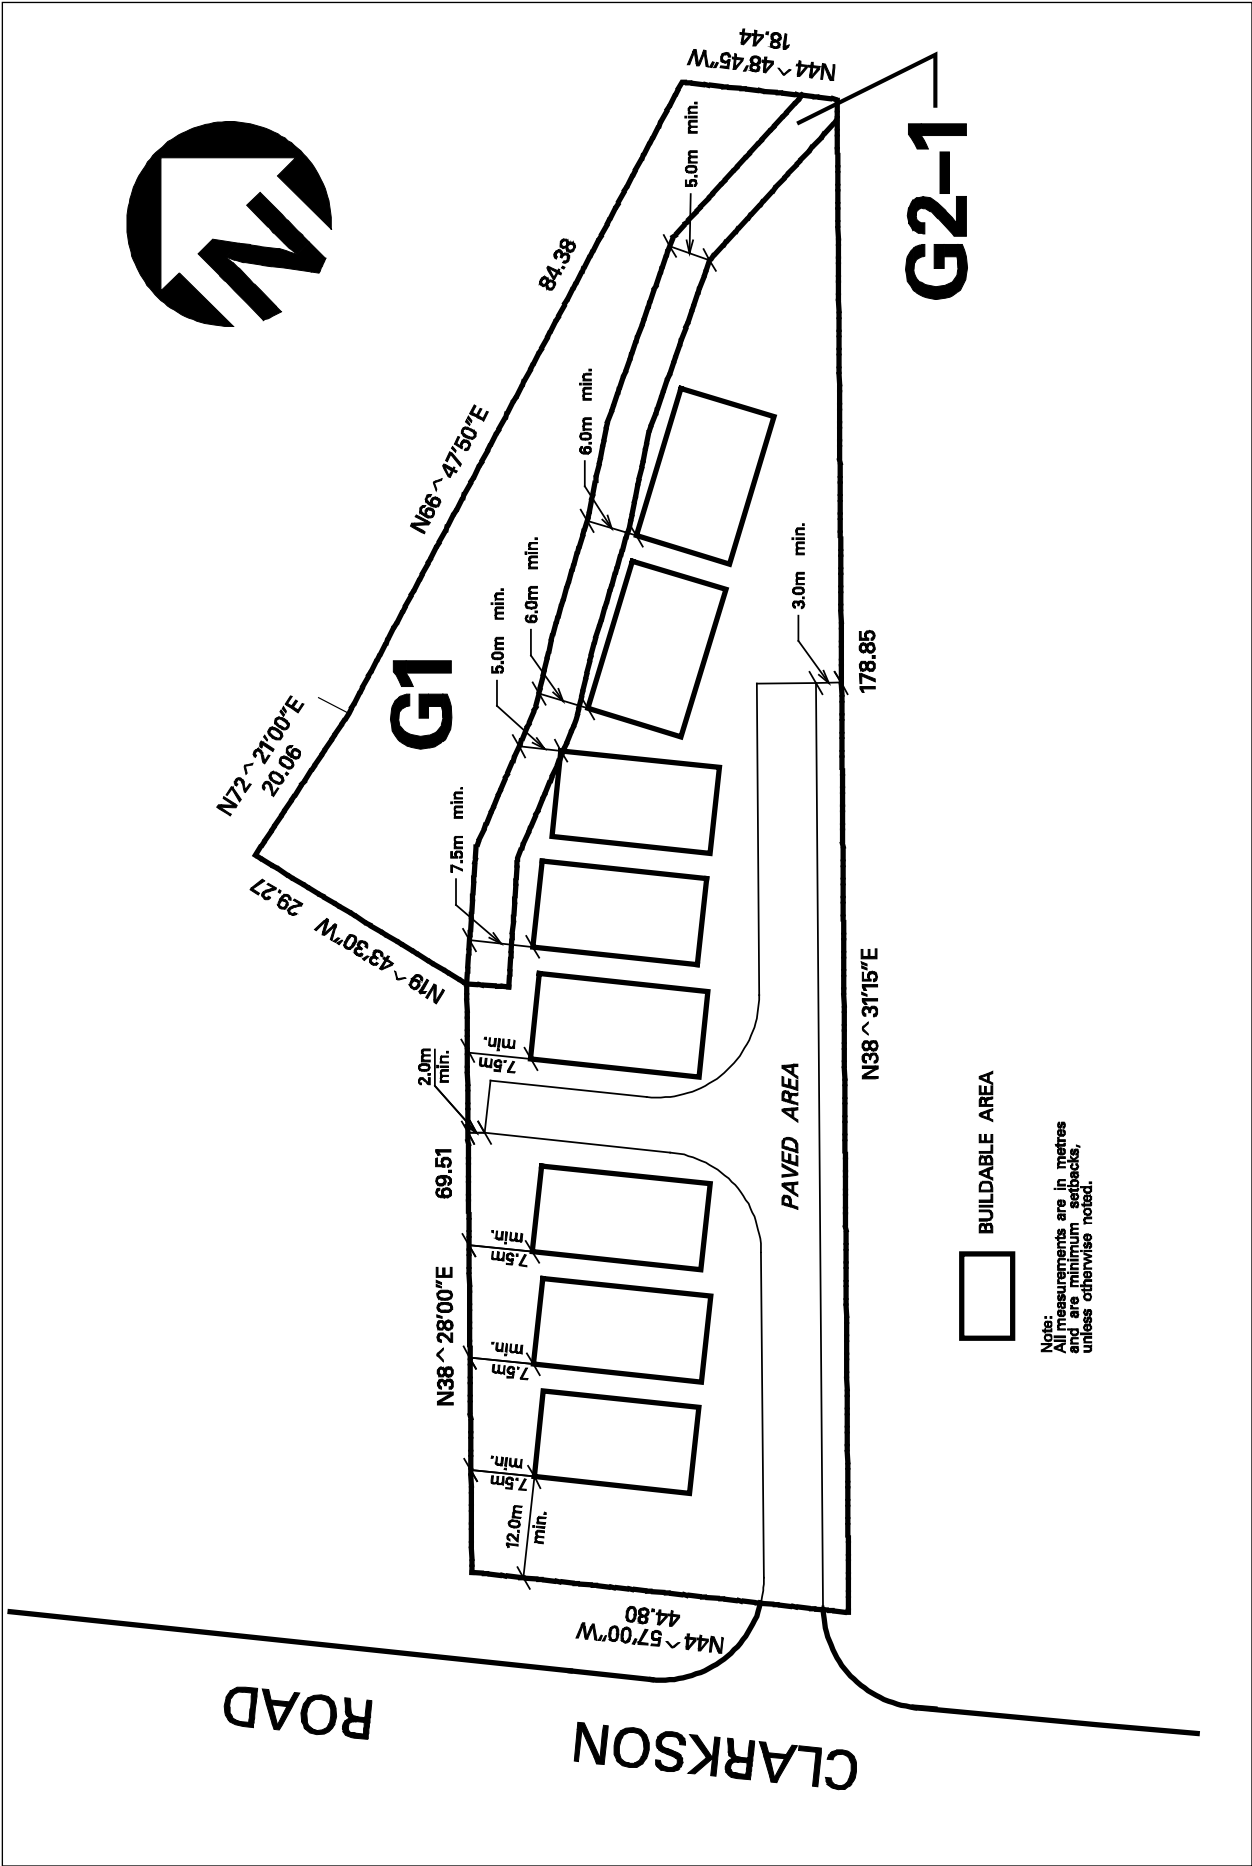 N44^48'45"W
18.44
G2-1
5.0m min.
84.38
N66^47'50"E
6.0m min.
6.0m min.
5.0m min.
G1
N72^21'00"E
20.06
7.5m min.
29.27
N19^43'30"W
3.0m min.
178.85
N38^31'15"E
2.0m
min.
7.5m
min.
69.51
N38^28'00"E
7.5m
min.
7.5m
min.
7.5m
min.
12.0m
min.
PAVED AREA
N44^57'00"W
44.80
BUILDABLE AREA
Note:
All measurements are in metres
and are minimum setbacks,
unless otherwise noted.
CLARKSON ROAD
N